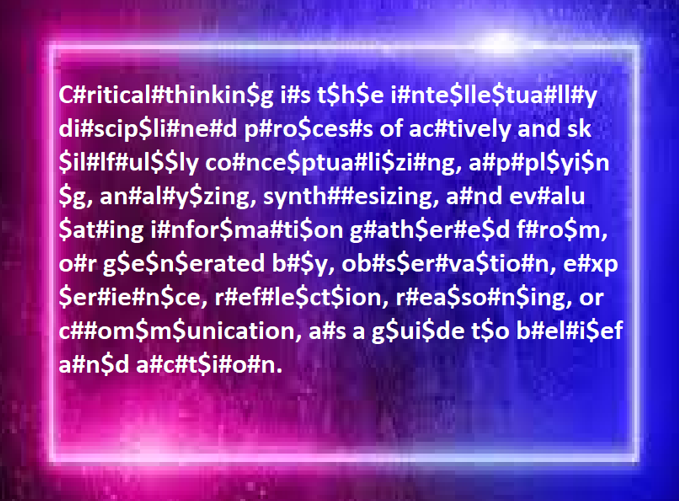 C#ritical#thinkin$g i#s t$h$e i#nte$lle$tua#ll#y
di#scip$li#ne#d p#ro$ces#s of ac#tively and sk
$il#lf#ul$$ly co#nce$ptua#li$zi#ng, a#p#pl$yi$n
$g, an#al#y$zing, synth##esizing, a#nd ev#alu
$at#ing i#nfor$ma#ti$on g#ath$er#e$d f#ro$m,
o#r g$e$n$erated b#$y, ob#s$er#va$tio#n, e#xp
$er#ie#n$ce, r#ef#le$ct$ion, r#ea$so#n$ing, or
c##om$m$unication, a#s a g$ui$de t$o b#el#i$ef
a#n$d a#c#t$i#o#n.